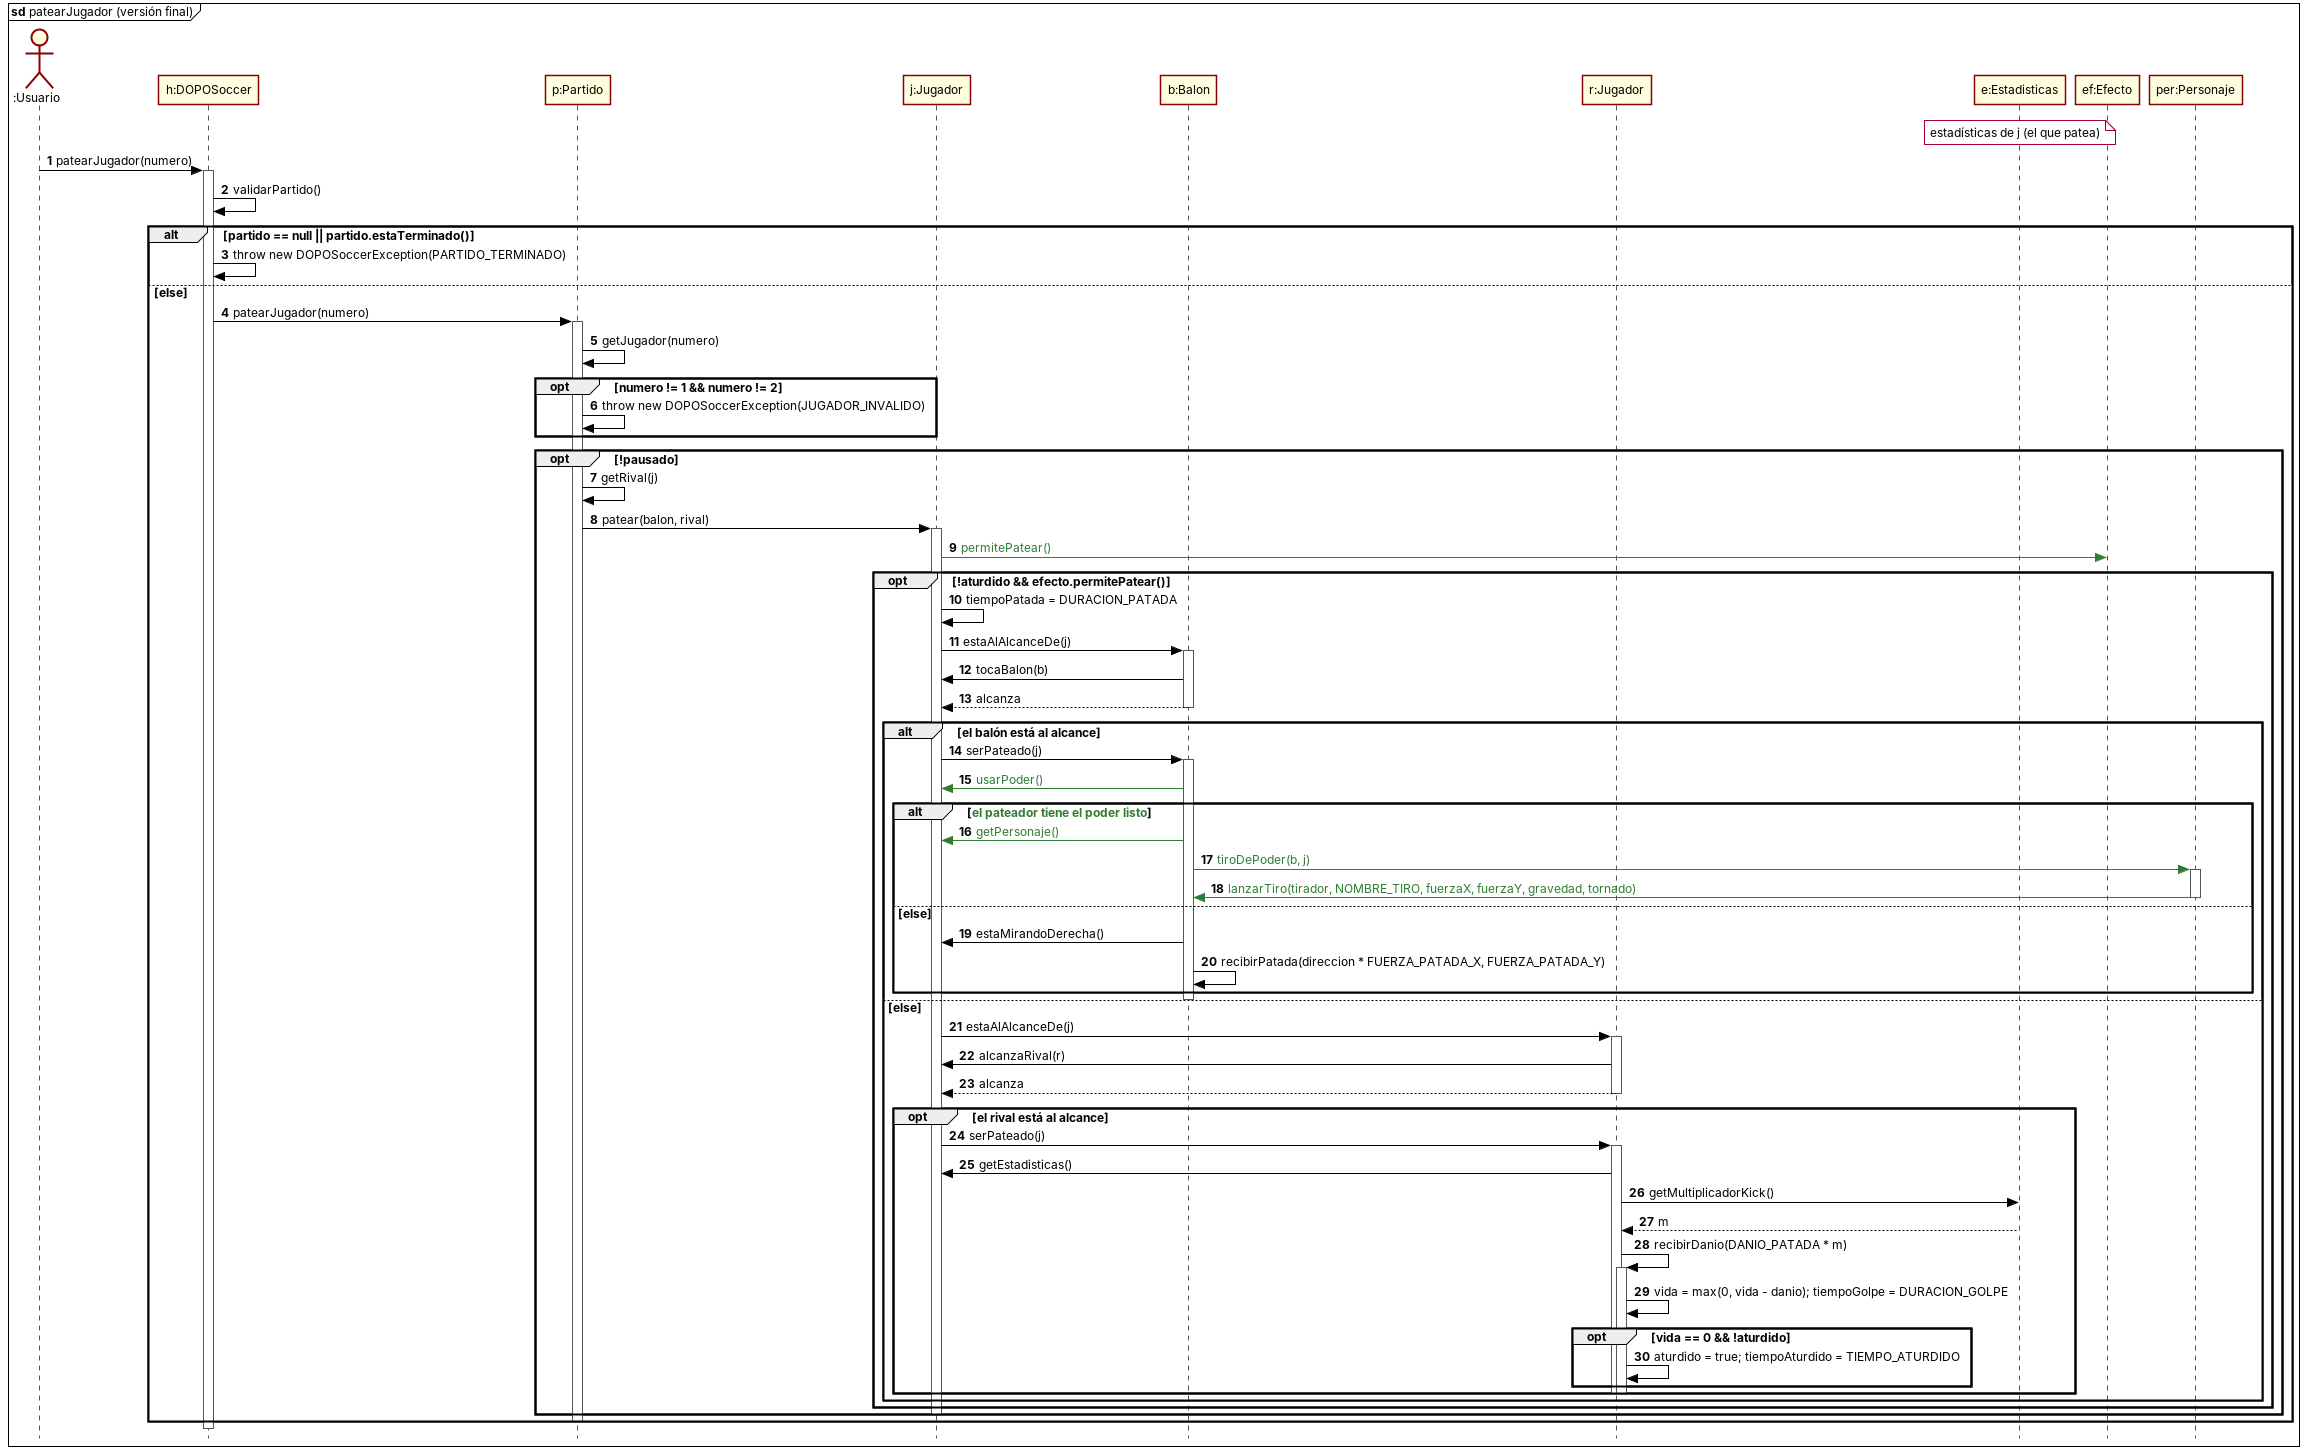 sd patearJugador (versión final)
:Usuario
h:DOPOSoccer
p:Partido
j:Jugador
b:Balon
r:Jugador
e:Estadisticas
ef:Efecto
per:Personaje
estadísticas de j (el que patea)
1 patearJugador(numero)
2 validarPartido()
alt [partido == null || partido.estaTerminado()]
3 throw new DOPOSoccerException(PARTIDO_TERMINADO)
[else]
4 patearJugador(numero)
5 getJugador(numero)
opt [numero != 1 && numero != 2]
6 throw new DOPOSoccerException(JUGADOR_INVALIDO)
opt [!pausado]
7 getRival(j)
8 patear(balon, rival)
9 permitePatear()
opt [!aturdido && efecto.permitePatear()]
10 tiempoPatada = DURACION_PATADA
11 estaAlAlcanceDe(j)
12 tocaBalon(b)
13 alcanza
alt [el balón está al alcance]
14 serPateado(j)
15 usarPoder()
alt [el pateador tiene el poder listo]
16 getPersonaje()
17 tiroDePoder(b, j)
18 lanzarTiro(tirador, NOMBRE_TIRO, fuerzaX, fuerzaY, gravedad, tornado)
[else]
19 estaMirandoDerecha()
20 recibirPatada(direccion * FUERZA_PATADA_X, FUERZA_PATADA_Y)
[else]
21 estaAlAlcanceDe(j)
22 alcanzaRival(r)
23 alcanza
opt [el rival está al alcance]
24 serPateado(j)
25 getEstadisticas()
26 getMultiplicadorKick()
27 m
28 recibirDanio(DANIO_PATADA * m)
29 vida = max(0, vida - danio); tiempoGolpe = DURACION_GOLPE
opt [vida == 0 && !aturdido]
30 aturdido = true; tiempoAturdido = TIEMPO_ATURDIDO